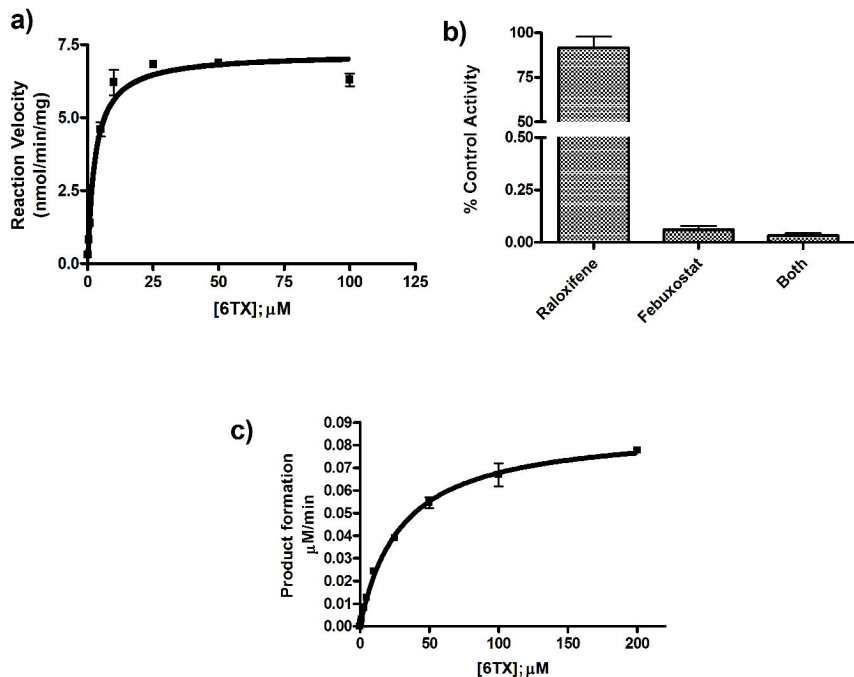 a)
7.5
5.0
2.5
0.0
Reaction Velocity
(nmol/min/mg)
0 25 50 75 100 125
[6TX]; μM
b)
100
75
50
0.50
0.25
0.00
% Control Activity
Raloxifene
Febuxostat
Both
c)
0.09
0.08
0.07
0.06
0.05
0.04
0.03
0.02
0.01
0.00
Product formation
μM/min
0 50 100 150 200
[6TX]; μM